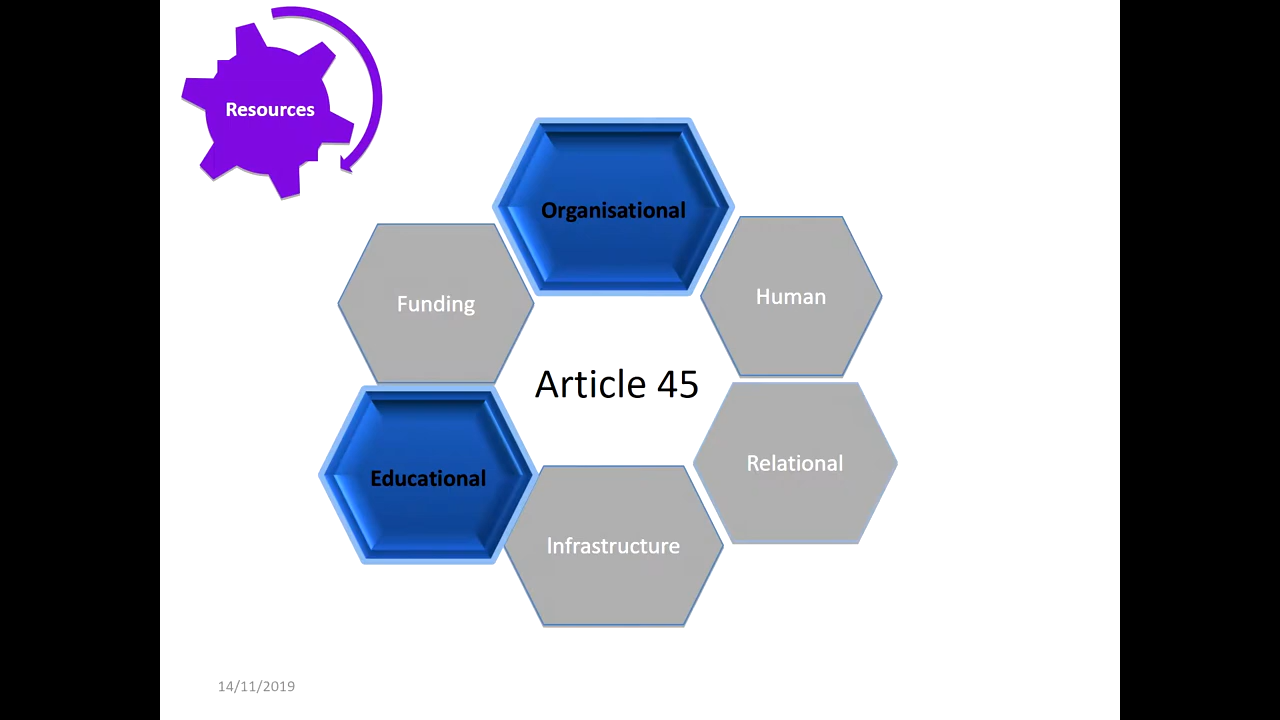 Resources
Organisational
Funding
Human
Article 45
Educational
Relational
Infrastructure
14/11/2019